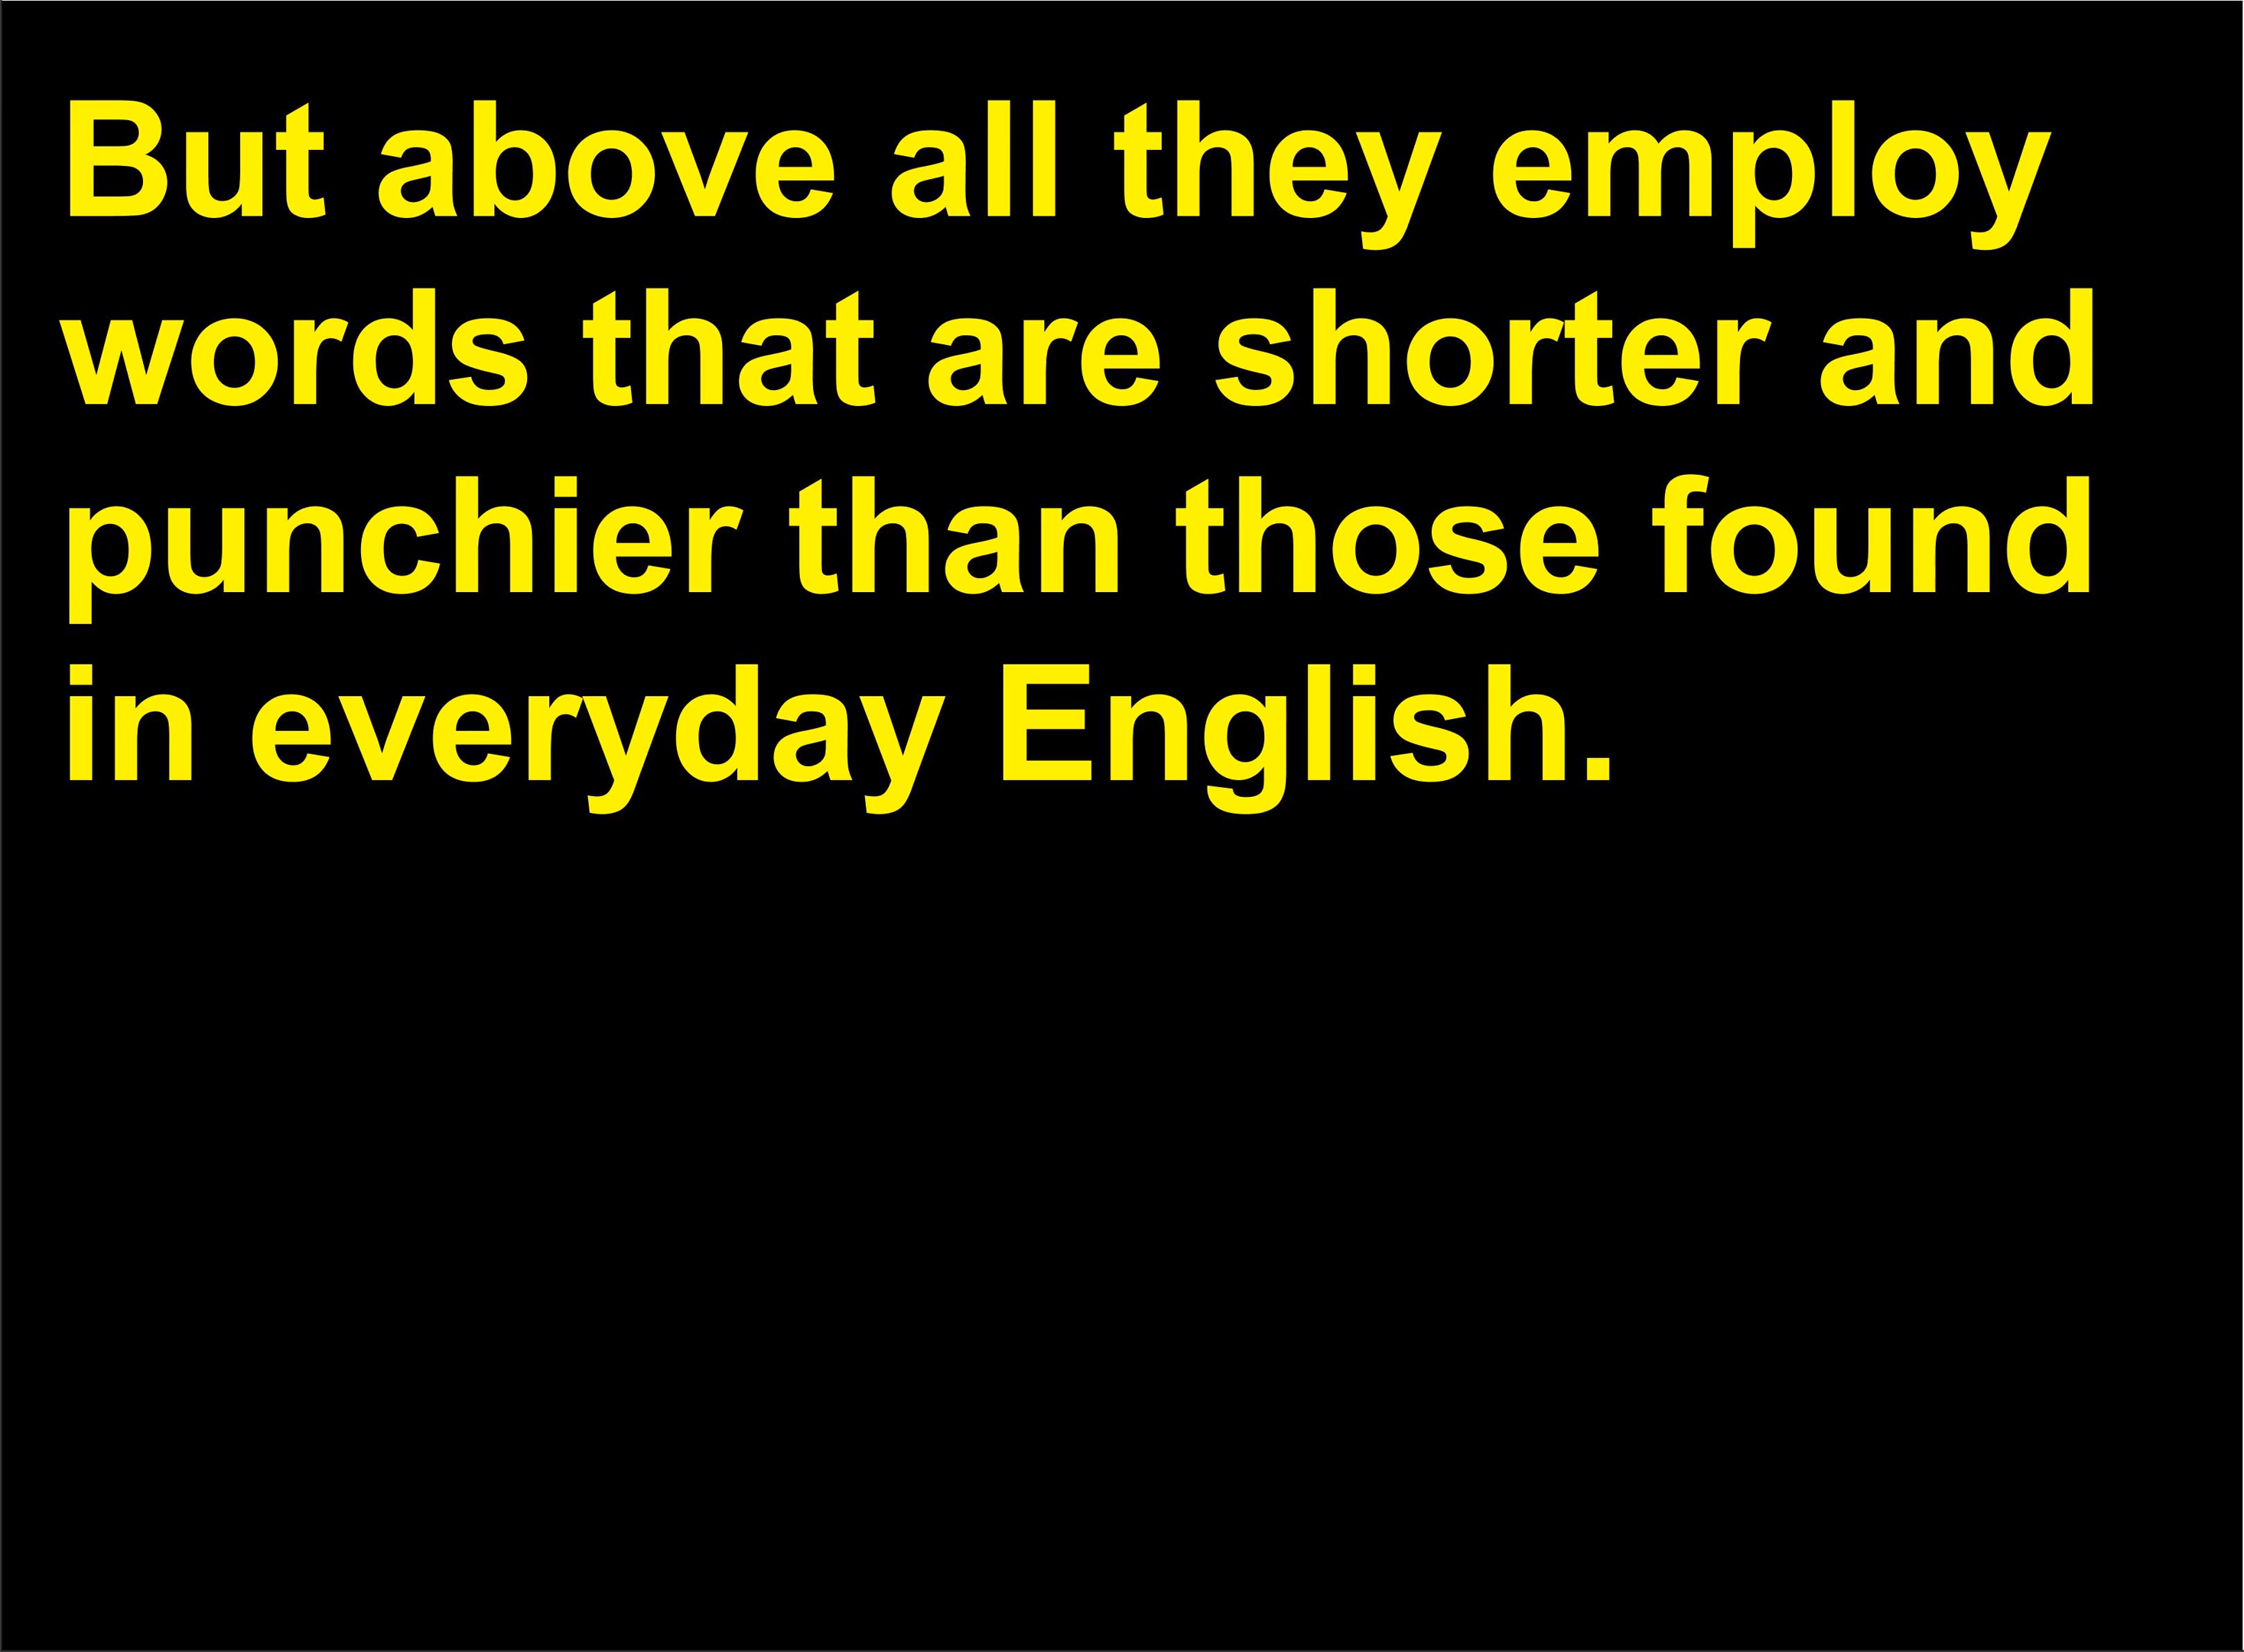 But above all they employ
words that are shorter and
punchier than those found
in everyday English.